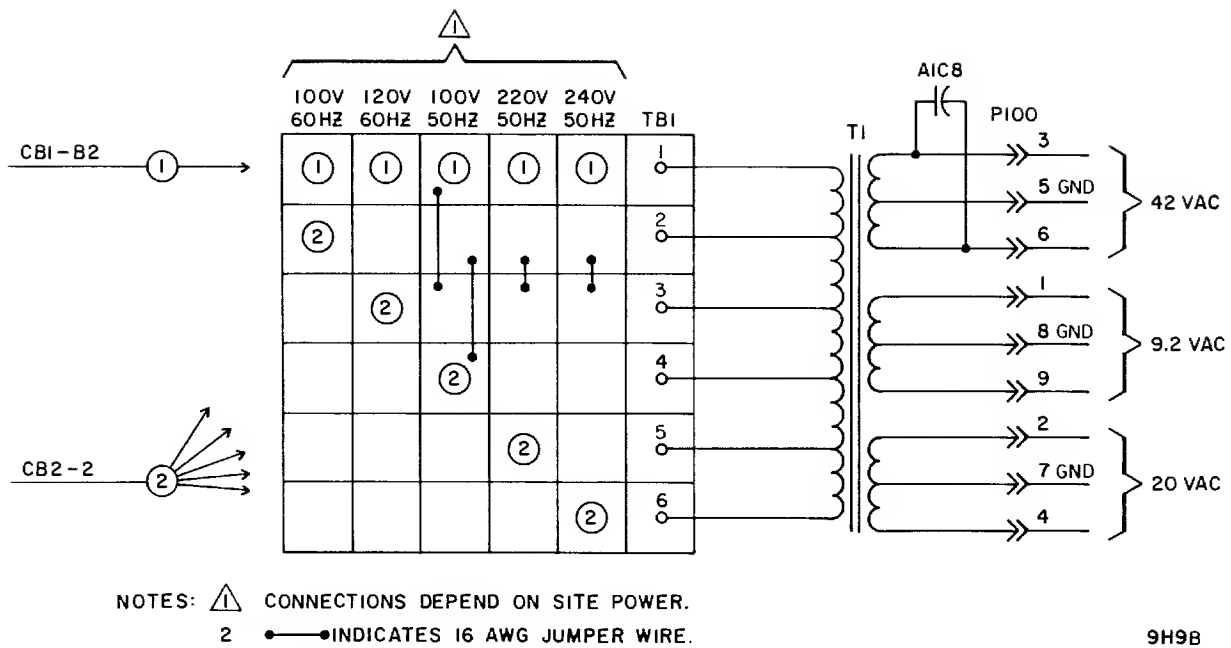 1
100V 120V 100V 220V 240V
60HZ 60HZ 50HZ 50HZ 50HZ TB1
A1C8
P100
T1
CB1-B2 1
1 1 1 1 1 1
2 2
2 3
2 4
2 5
2 6
CB2-2 2
3
5 GND
6
42 VAC
1
8 GND
9
9.2 VAC
2
7 GND
4
20 VAC
NOTES: 1 CONNECTIONS DEPEND ON SITE POWER.
2 INDICATES 16 AWG JUMPER WIRE.
9H9B